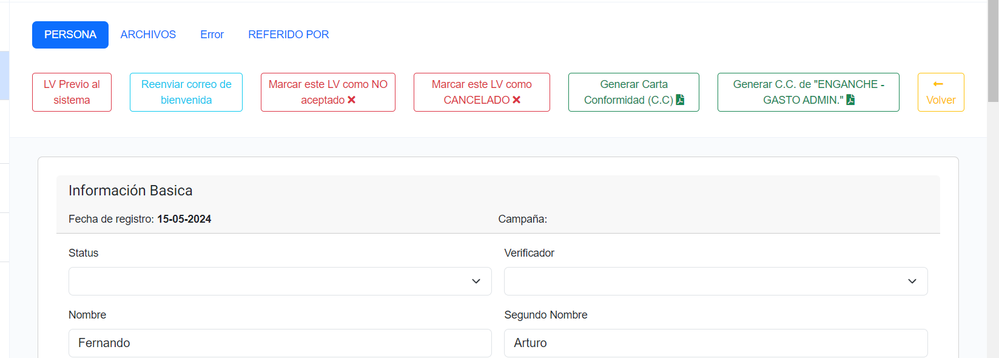 PERSONA ARCHIVOS Error REFERIDO POR
LV Previo al
sistema
Reenviar correo de
bienvenida
Marcar este LV como NO
aceptado
Marcar este LV como
CANCELADO
Generar Carta
Conformidad (C.C)
Generar C.C. de "ENGANCHE -
GASTO ADMIN."
Volver
Información Basica
Fecha de registro: 15-05-2024 Campaña:
Status Verificador
Nombre Segundo Nombre
Fernando Arturo